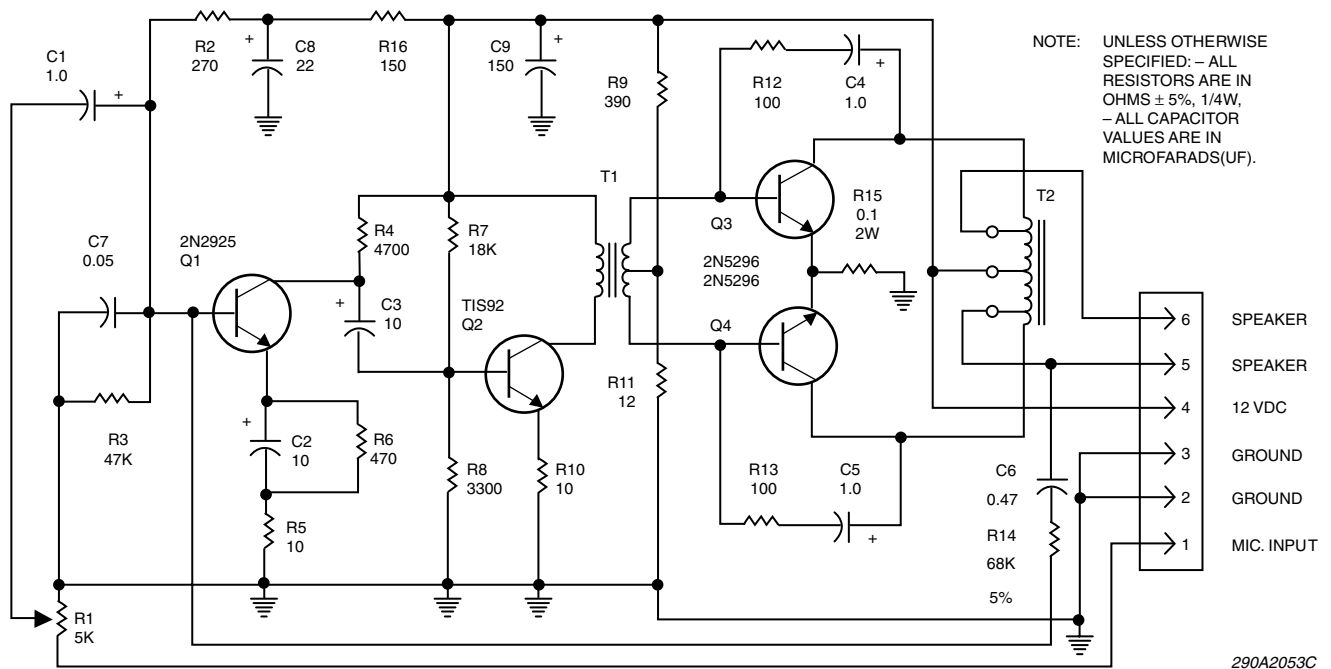 C1
1.0
+
R2
270
+
C8
22
R16
150
C9
150
+
R9
390
R12
100
C4
1.0
+
NOTE: UNLESS OTHERWISE
SPECIFIED: – ALL
RESISTORS ARE IN
OHMS ± 5%, 1/4W,
– ALL CAPACITOR
VALUES ARE IN
MICROFARADS(UF).
C7
0.05
2N2925
Q1
R4
4700
R7
18K
+
C3
10
TIS92
Q2
T1
Q3
2N5296
2N5296
Q4
R15
0.1
2W
T2
R3
47K
+
C2
10
R6
470
R5
10
R8
3300
R10
10
R11
12
R13
100
C5
1.0
+
C6
0.47
R14
68K
5%
6 SPEAKER
5 SPEAKER
4 12 VDC
3 GROUND
2 GROUND
1 MIC. INPUT
R1
5K
290A2053C